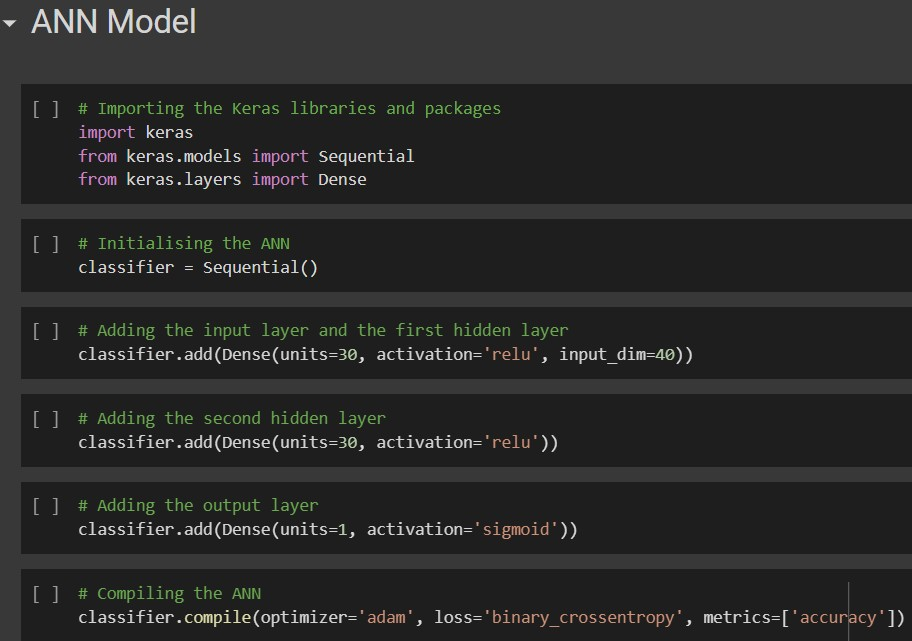 ANN Model
[ ] # Importing the Keras libraries and packages
import keras
from keras.models import Sequential
from keras.layers import Dense
[ ] # Initialising the ANN
classifier = Sequential()
[ ] # Adding the input layer and the first hidden layer
classifier.add(Dense(units=30, activation='relu', input_dim=40))
[ ] # Adding the second hidden layer
classifier.add(Dense(units=30, activation='relu'))
[ ] # Adding the output layer
classifier.add(Dense(units=1, activation='sigmoid'))
[ ] # Compiling the ANN
classifier.compile(optimizer='adam', loss='binary_crossentropy', metrics=['accuracy'])